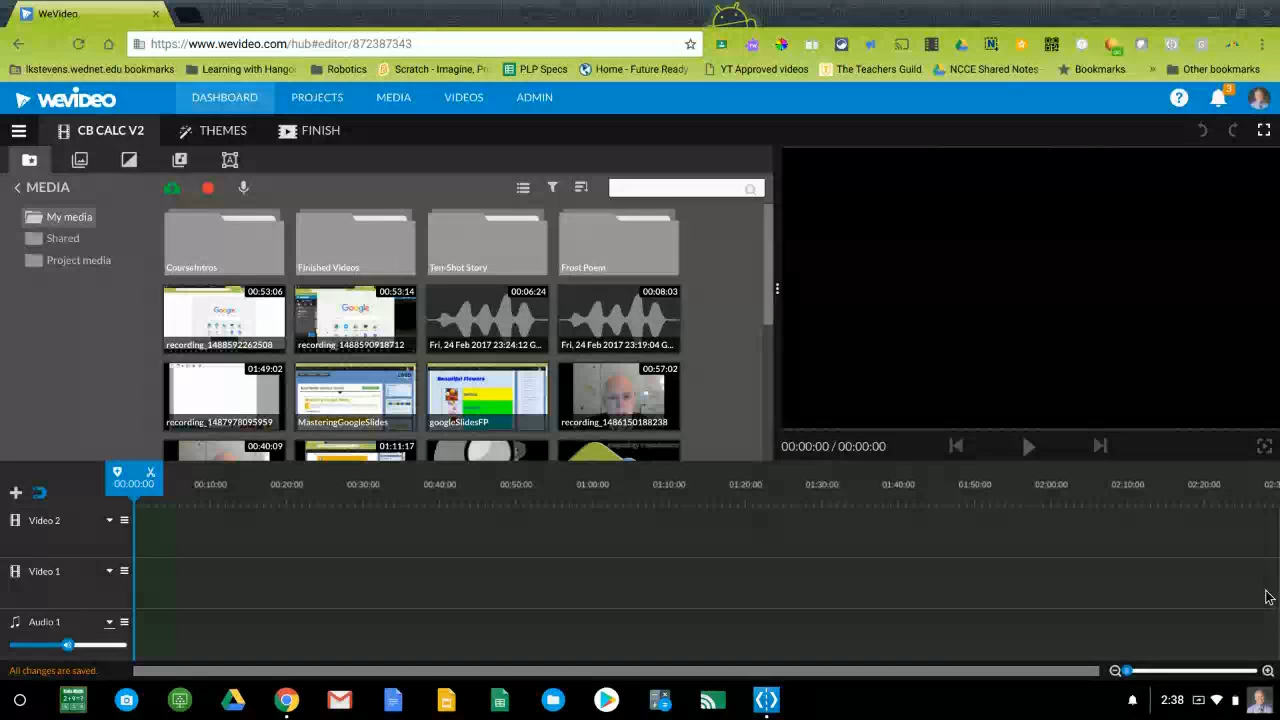 WeVideo
https://www.wevideo.com/hub#editor/872387343
lkstevens.wednet.edu bookmarks
Learning with Hango
Robotics
Scratch - Imagine, Pr
PLP Specs
Home - Future Ready
YT Approved videos
The Teachers Guild
NCCE Shared Notes
Bookmarks
»
Other bookmarks
WEVIDEO
DASHBOARD
PROJECTS
MEDIA
VIDEOS
ADMIN
?
3
CB CALC V2
THEMES
FINISH
MEDIA
My media
Shared
Project media
CourseIntros
Finished Videos
Ten-Shot Story
Frost Poem
00:53:06
Google
recording_1488592262508
00:53:14
Google
recording_1488590918712
00:06:24
Fri, 24 Feb 2017 23:24:12 G...
00:08:03
Fri, 24 Feb 2017 23:19:04 G...
01:49:02
recording_1487978095959
MasteringGoogleSlides
Beautiful Flowers
googleSlidesFP
00:57:02
recording_1486150188238
00:40:09
01:11:17
00:00:00 / 00:00:00
00:00:00
00:10:00
00:20:00
00:30:00
00:40:00
00:50:00
01:00:00
01:10:00
01:20:00
01:30:00
01:40:00
01:50:00
02:00:00
02:10:00
02:20:00
02:3
Video 2
Video 1
Audio 1
All changes are saved.
2:38